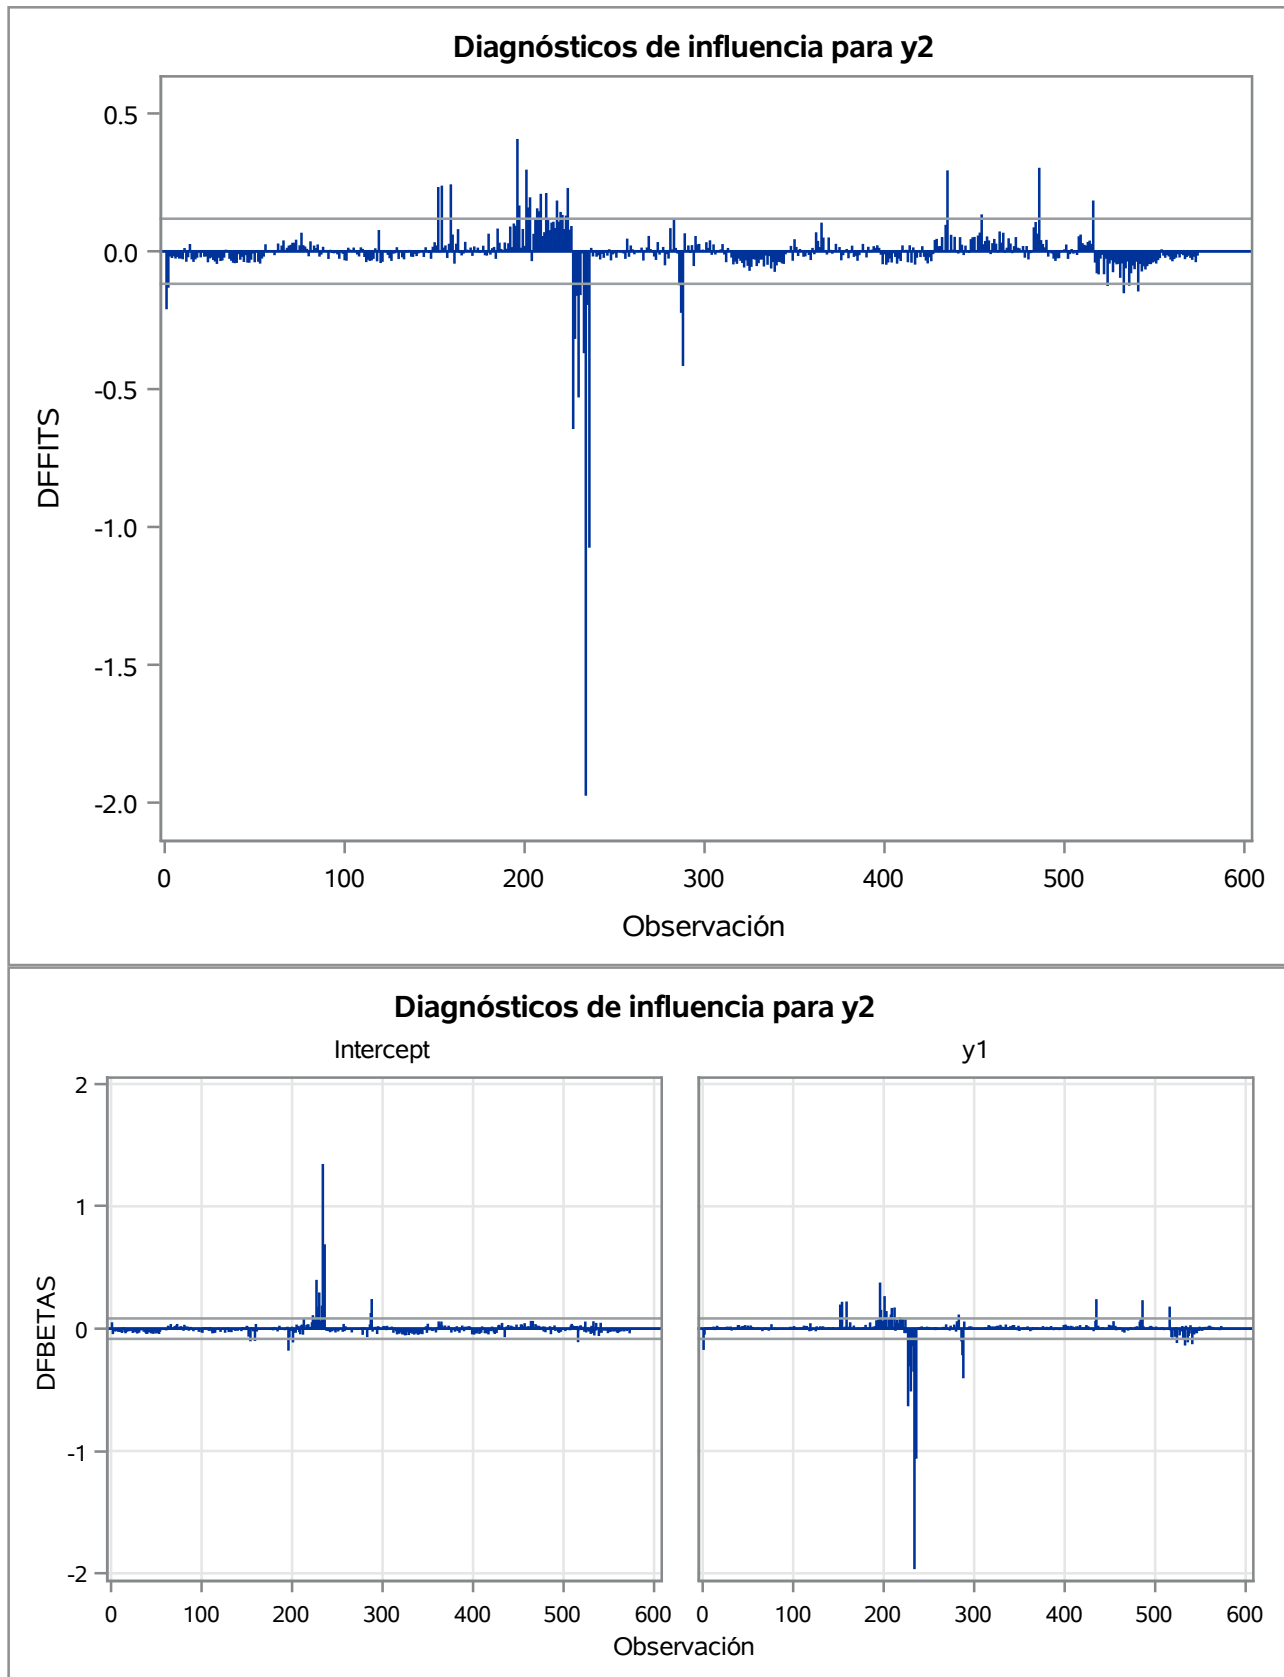 Diagnósticos de influencia para y2
0.5
0.0
-0.5
-1.0
-1.5
-2.0
DFFITS
0 100 200 300 400 500 600
Observación
Diagnósticos de influencia para y2
Intercept y1
2
1
0
-1
-2
DFBETAS
0 100 200 300 400 500 600 0 100 200 300 400 500 600
Observación